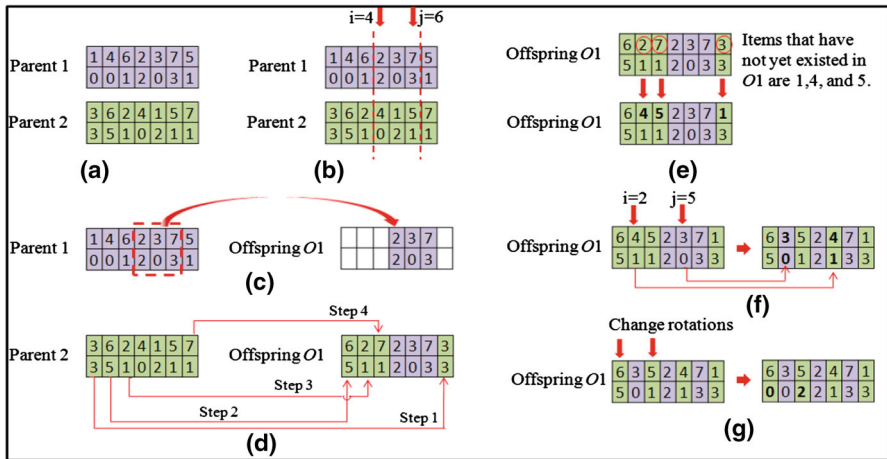 Parent 1
1 4 6 2 3 7 5
0 0 1 2 0 3 1
Parent 2
3 6 2 4 1 5 7
3 5 1 0 2 1 1
(a)
i=4
j=6
Parent 1
1 4 6 2 3 7 5
0 0 1 2 0 3 1
Parent 2
3 6 2 4 1 5 7
3 5 1 0 2 1 1
(b)
Parent 1
1 4 6 2 3 7 5
0 0 1 2 0 3 1
Offspring O1
2 3 7
2 0 3
(c)
Parent 2
3 6 2 4 1 5 7
3 5 1 0 2 1 1
Offspring O1
6 2 7 2 3 7 3
5 1 1 2 0 3 3
Step 4
Step 3
Step 2
Step 1
(d)
Offspring O1
6 2 7 2 3 7 3
5 1 1 2 0 3 3
Items that have
not yet existed in
O1 are 1,4, and 5.
Offspring O1
6 4 5 2 3 7 1
5 1 1 2 0 3 3
(e)
i=2
j=5
Offspring O1
6 4 5 2 3 7 1
5 1 1 2 0 3 3
6 3 5 2 4 7 1
5 0 1 2 1 3 3
(f)
Change rotations
Offspring O1
6 3 5 2 4 7 1
5 0 1 2 1 3 3
6 3 5 2 4 7 1
0 0 2 2 1 3 3
(g)